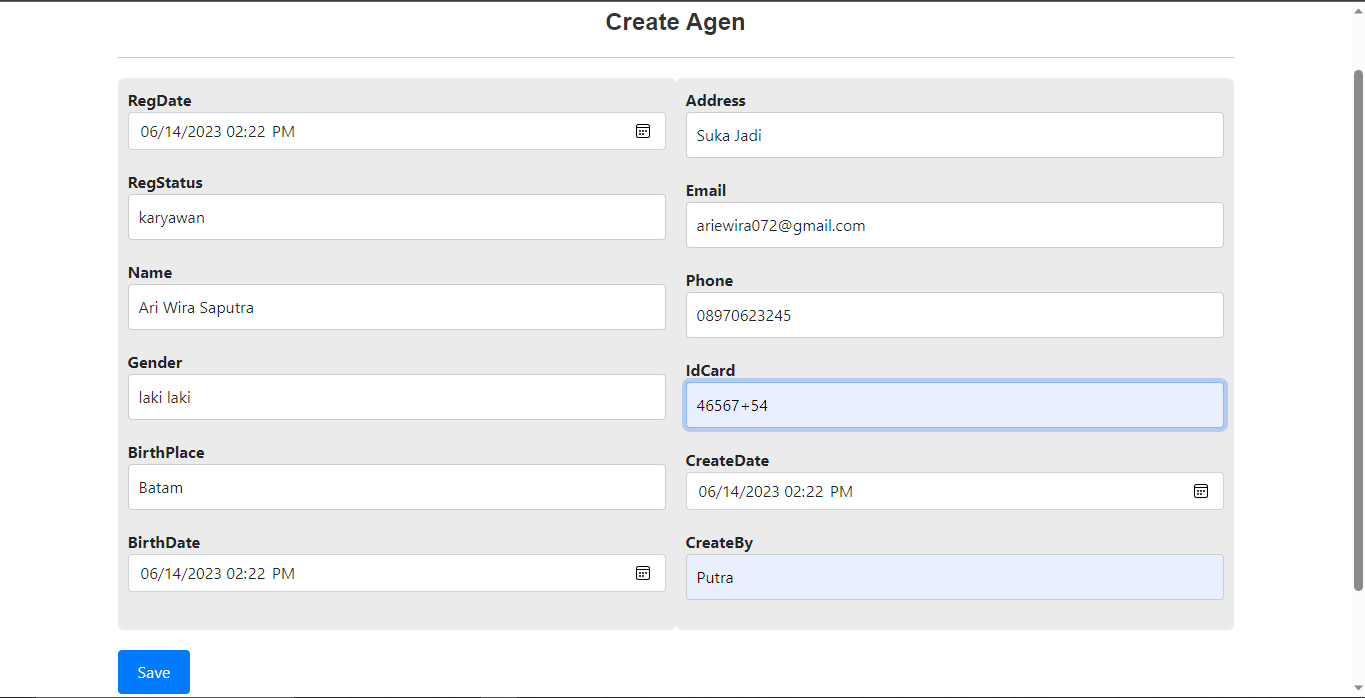 Create Agen
RegDate
06/14/2023 02:22 PM
RegStatus
karyawan
Name
Ari Wira Saputra
Gender
laki laki
BirthPlace
Batam
BirthDate
06/14/2023 02:22 PM
Address
Suka Jadi
Email
ariewira072@gmail.com
Phone
08970623245
IdCard
46567+54
CreateDate
06/14/2023 02:22 PM
CreateBy
Putra
Save